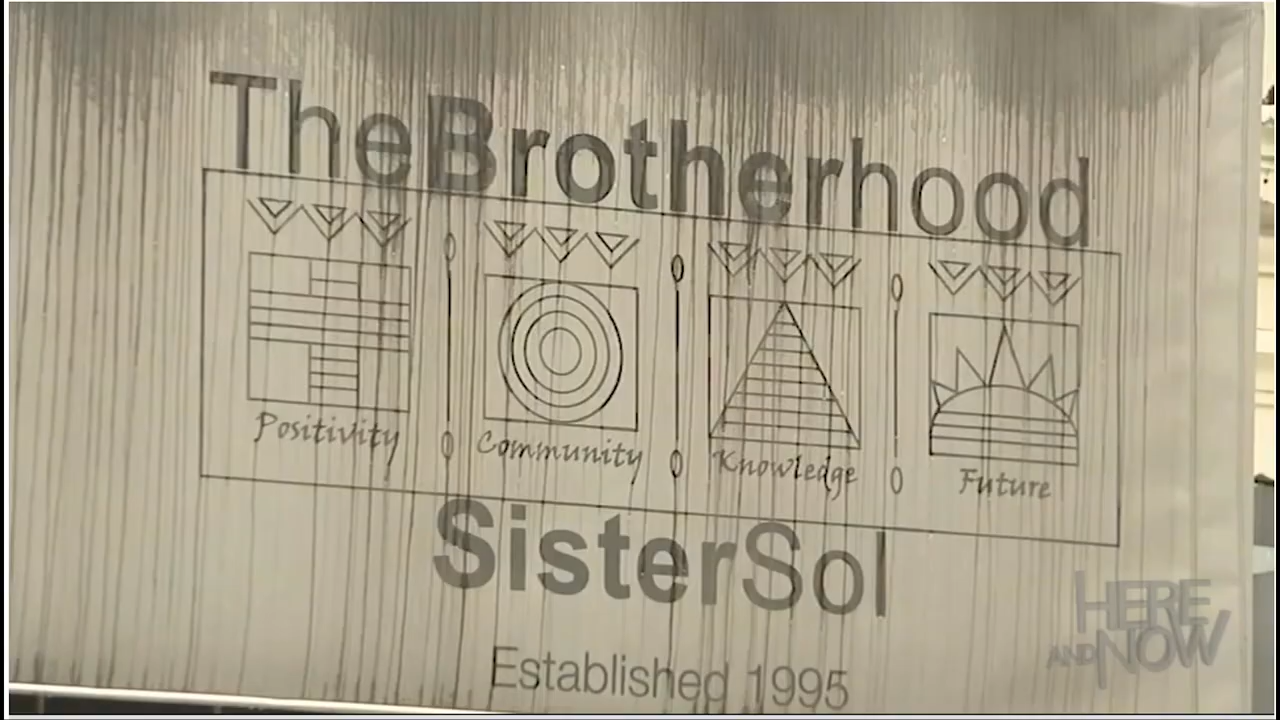 TheBrotherhood
Positivity
Community
Knowledge
Future
SisterSol
Established 1995
HERE
AND NOW